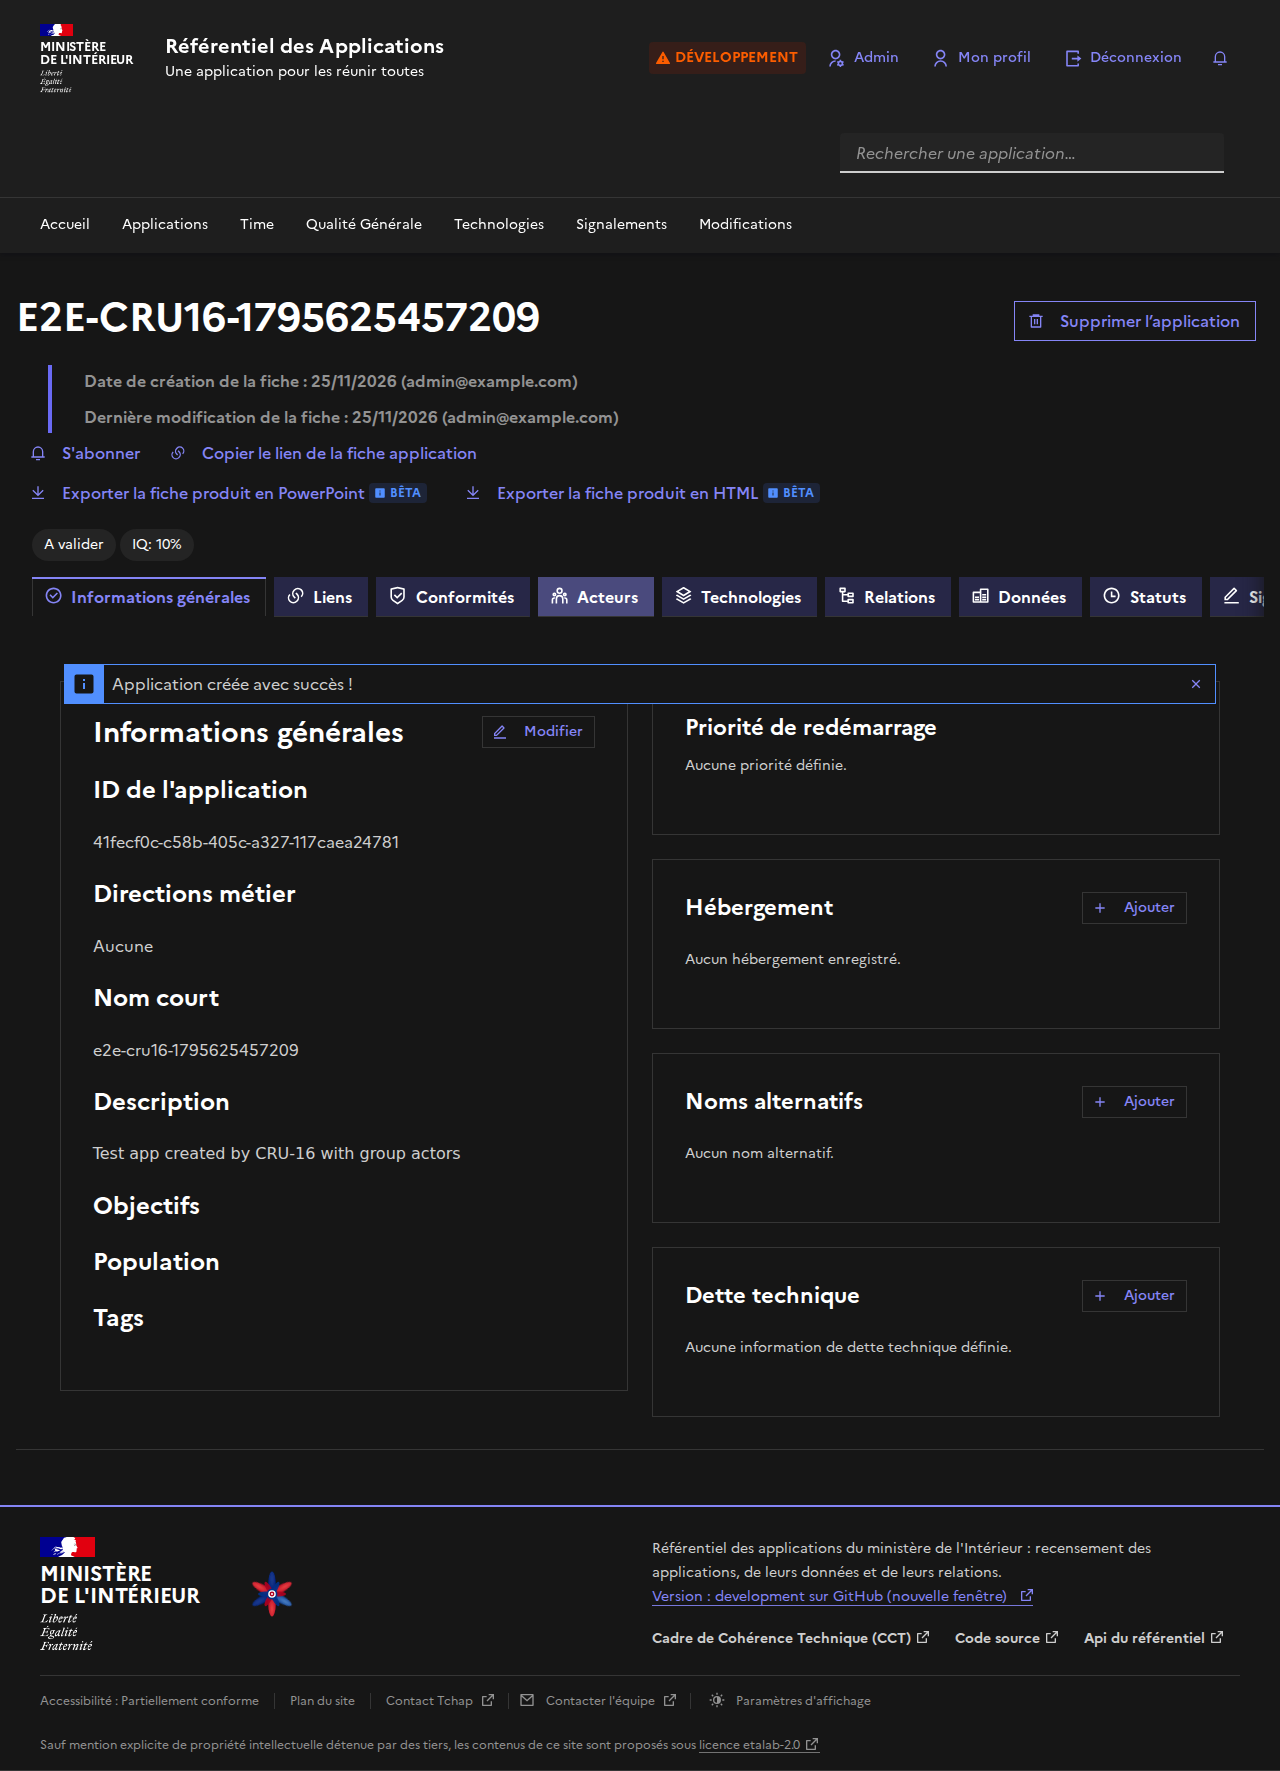 MINISTÈRE
DE L'INTÉRIEUR
Liberté
Égalité
Fraternité
Référentiel des Applications
Une application pour les réunir toutes
DÉVELOPPEMENT
Admin
Mon profil
Déconnexion
Rechercher une application…
Accueil
Applications
Time
Qualité Générale
Technologies
Signalements
Modifications
E2E-CRU16-1795625457209
Supprimer l’application
Date de création de la fiche : 25/11/2026 (admin@example.com)
Dernière modification de la fiche : 25/11/2026 (admin@example.com)
S'abonner
Copier le lien de la fiche application
Exporter la fiche produit en PowerPoint BÊTA
Exporter la fiche produit en HTML BÊTA
A valider
IQ: 10%
Informations générales
Liens
Conformités
Acteurs
Technologies
Relations
Données
Statuts
Application créée avec succès !
Informations générales
Modifier
ID de l'application
41fecf0c-c58b-405c-a327-117caea24781
Directions métier
Aucune
Nom court
e2e-cru16-1795625457209
Description
Test app created by CRU-16 with group actors
Objectifs
Population
Tags
Priorité de redémarrage
Aucune priorité définie.
Hébergement
Ajouter
Aucun hébergement enregistré.
Noms alternatifs
Ajouter
Aucun nom alternatif.
Dette technique
Ajouter
Aucune information de dette technique définie.
MINISTÈRE
DE L'INTÉRIEUR
Liberté
Égalité
Fraternité
Référentiel des applications du ministère de l'Intérieur : recensement des
applications, de leurs données et de leurs relations.
Version : development sur GitHub (nouvelle fenêtre)
Cadre de Cohérence Technique (CCT)
Code source
Api du référentiel
Accessibilité : Partiellement conforme
Plan du site
Contact Tchap
Contacter l'équipe
Paramètres d'affichage
Sauf mention explicite de propriété intellectuelle détenue par des tiers, les contenus de ce site sont proposés sous licence etalab-2.0